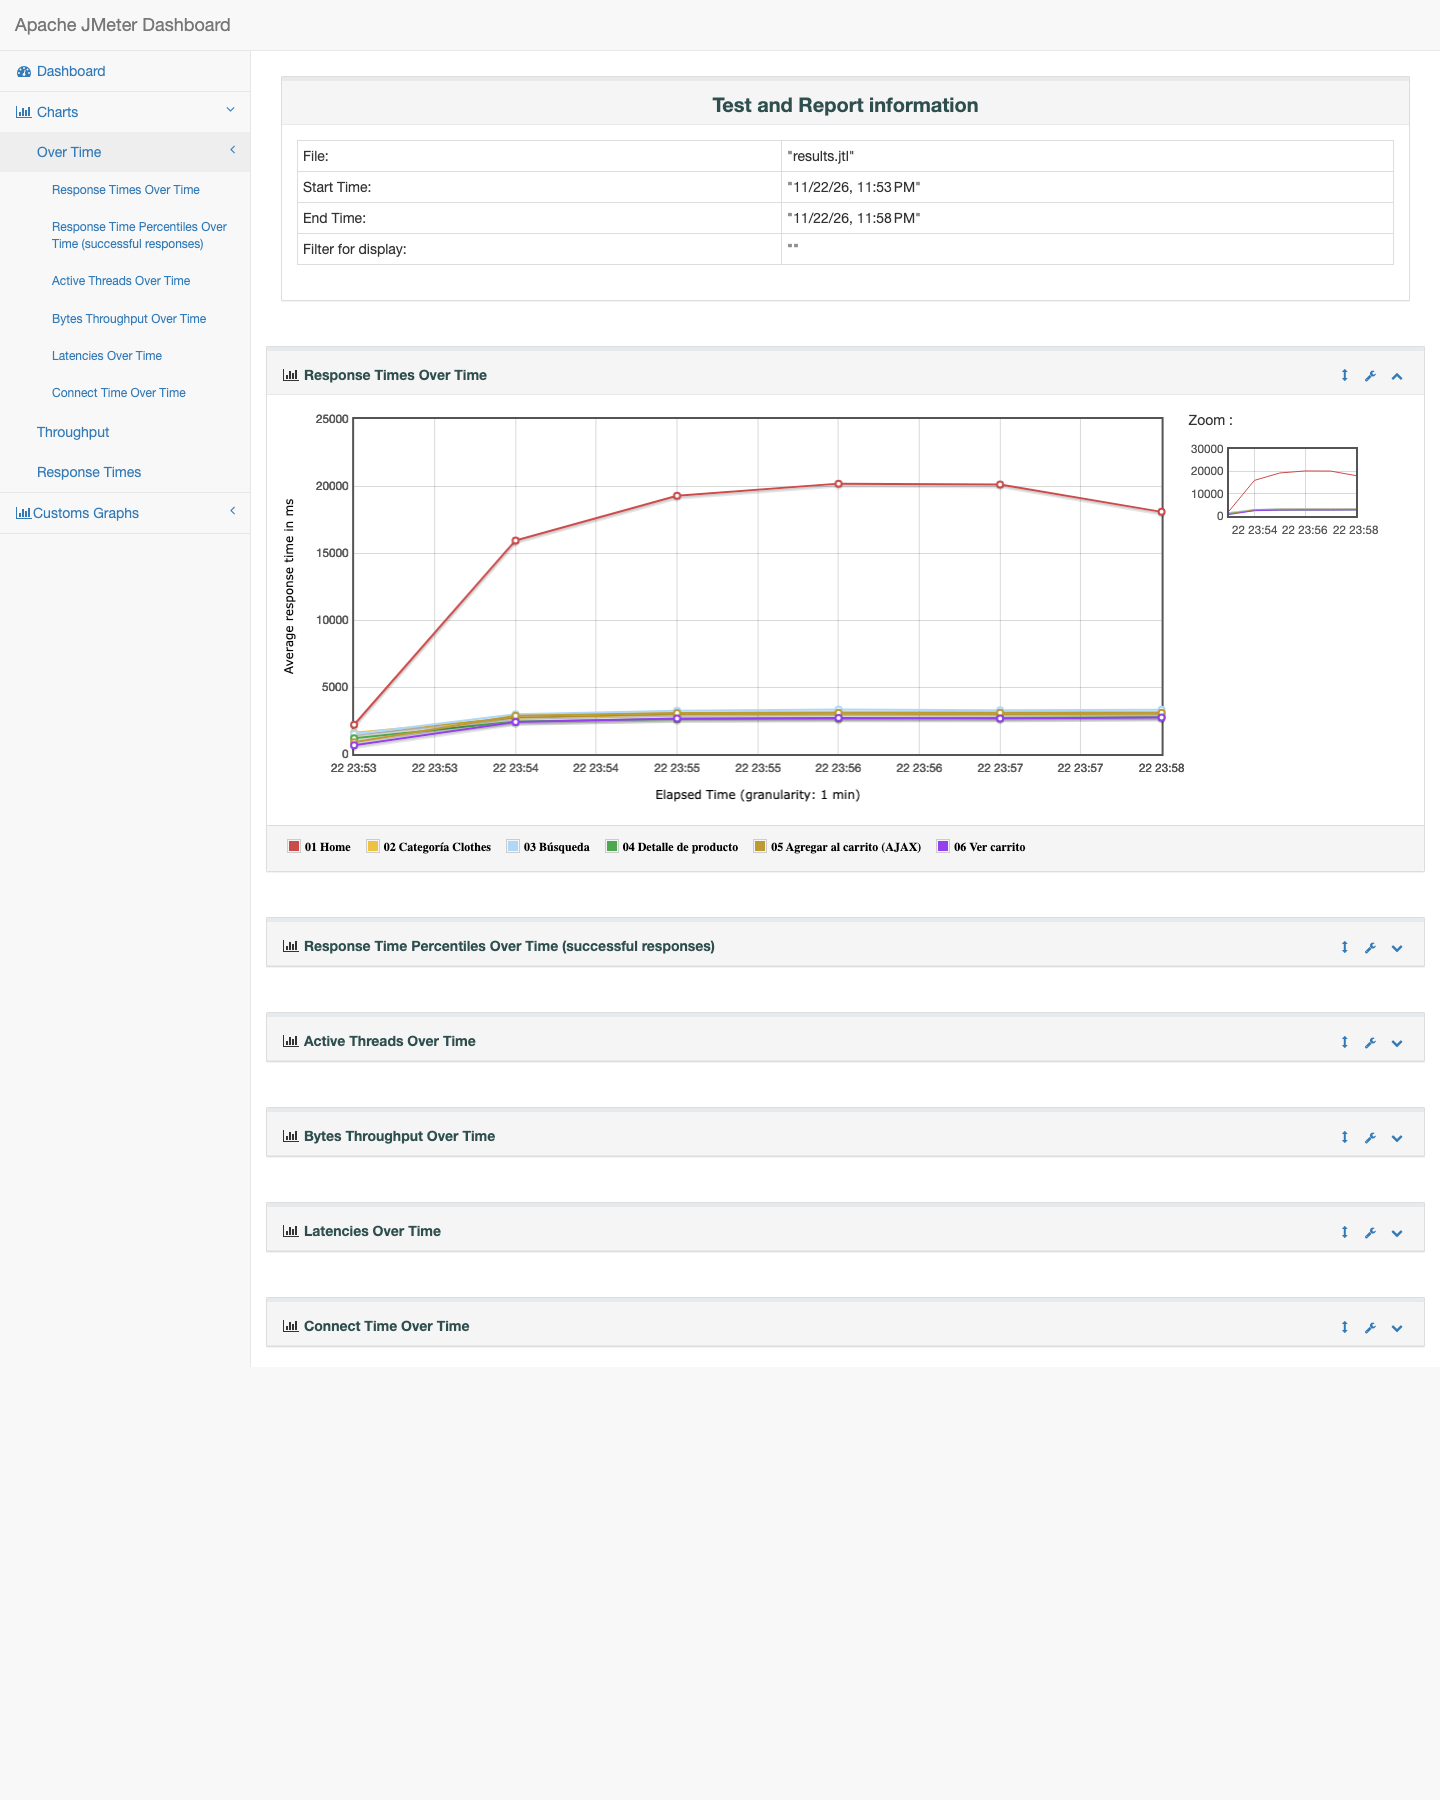 Apache JMeter Dashboard
Dashboard
Charts
Over Time
Response Times Over Time
Response Time Percentiles Over
Time (successful responses)
Active Threads Over Time
Bytes Throughput Over Time
Latencies Over Time
Connect Time Over Time
Throughput
Response Times
Customs Graphs
Test and Report information
File: "results.jtl"
Start Time: "11/22/26, 11:53 PM"
End Time: "11/22/26, 11:58 PM"
Filter for display: ""
Response Times Over Time
25000
20000
15000
10000
5000
0
Average response time in ms
22 23:53 22 23:53 22 23:54 22 23:54 22 23:55 22 23:55 22 23:56 22 23:56 22 23:57 22 23:57 22 23:58
Elapsed Time (granularity: 1 min)
Zoom :
30000
20000
10000
0
22 23:54 22 23:56 22 23:58
01 Home 02 Categoría Clothes 03 Búsqueda 04 Detalle de producto 05 Agregar al carrito (AJAX) 06 Ver carrito
Response Time Percentiles Over Time (successful responses)
Active Threads Over Time
Bytes Throughput Over Time
Latencies Over Time
Connect Time Over Time